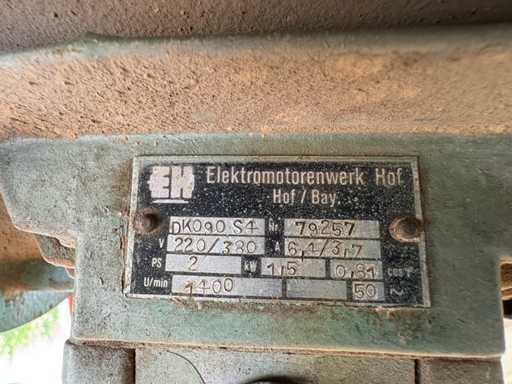 EH Elektromotorenwerk Hof
Hof / Bay.
DK090 S4 Nr. 79257
V 220/380 A 6,4/3,7
PS 2 kW 1,5 0,81 cosφ
U/min 1400 50 ~